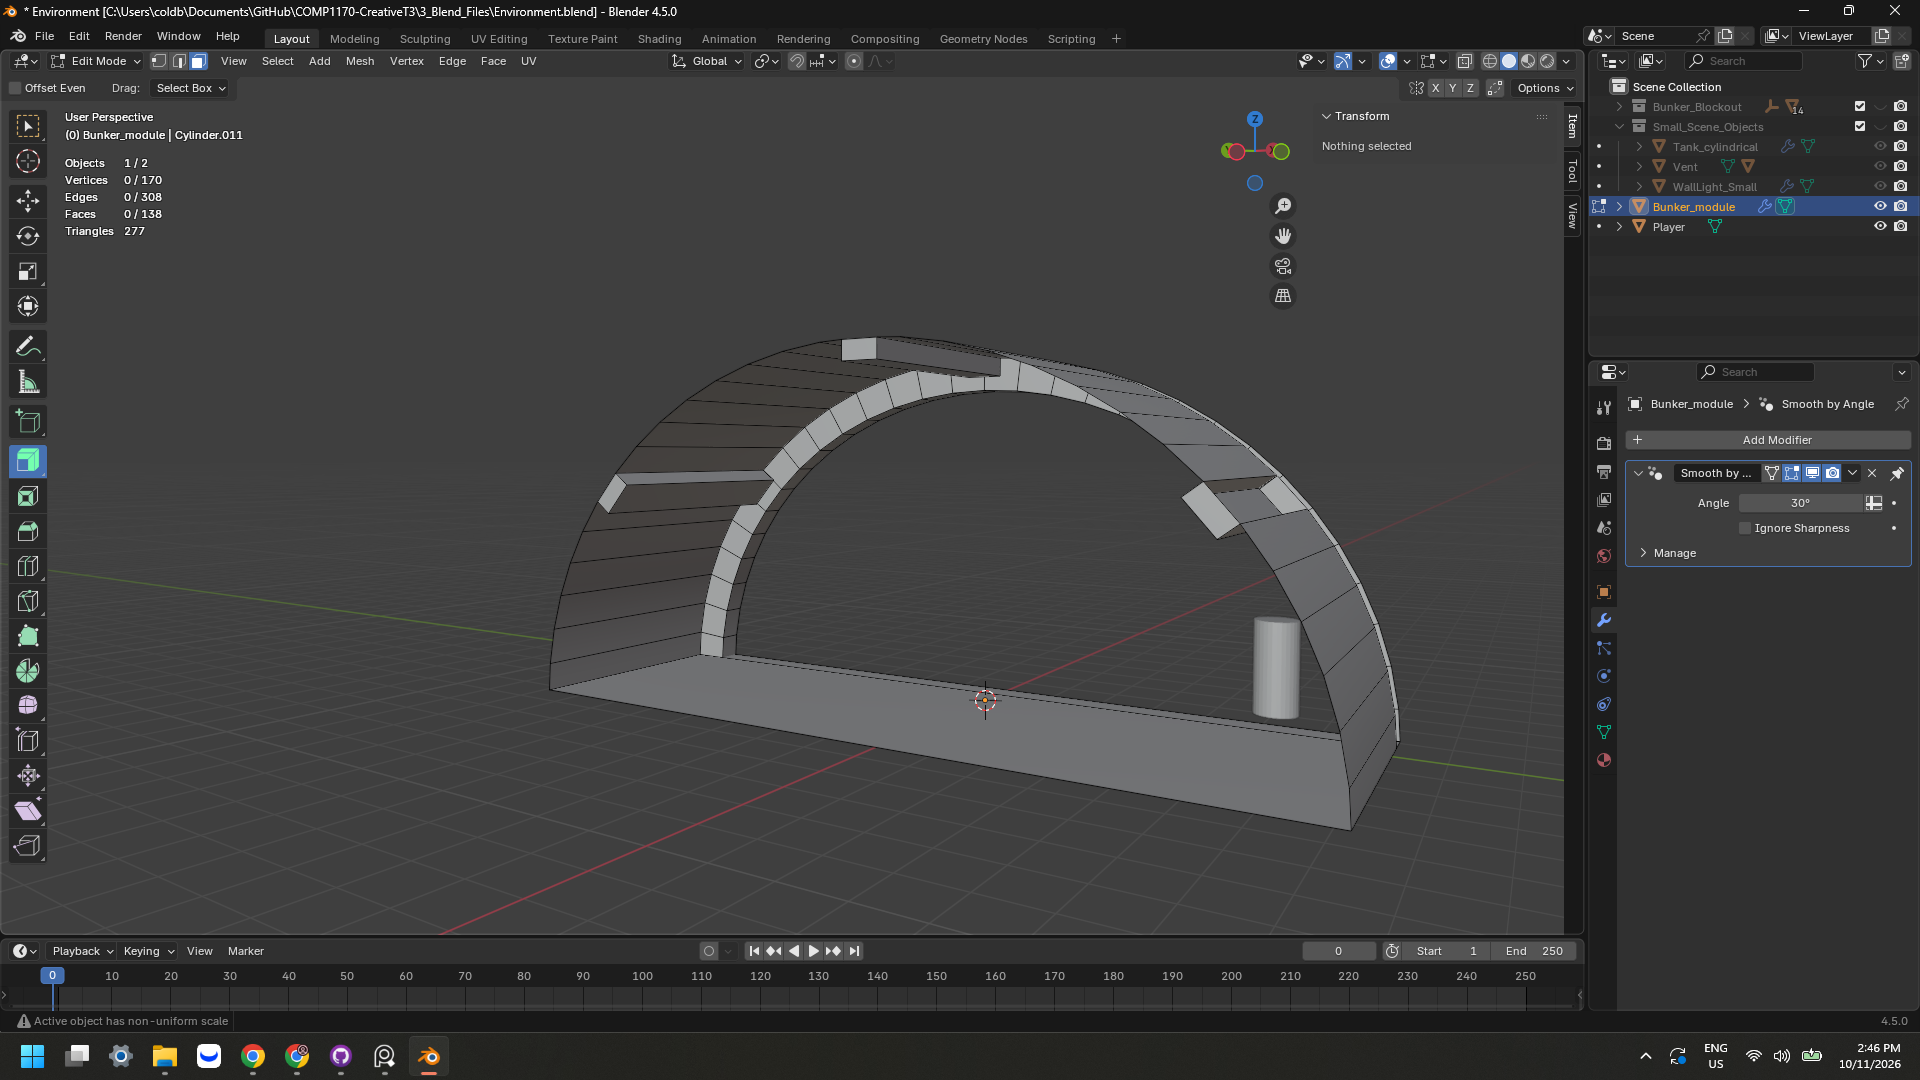 * Environment [C:\Users\coldb\Documents\GitHub\COMP1170-CreativeT3\3_Blend_Files\Environment.blend] - Blender 4.5.0
File Edit Render Window Help Layout Modeling Sculpting UV Editing Texture Paint Shading Animation Rendering Compositing Geometry Nodes Scripting Scene ViewLayer
Edit Mode View Select Add Mesh Vertex Edge Face UV Global Search
Offset Even Drag: Select Box X Y Z Options
Scene Collection
Bunker_Blockout 14
Small_Scene_Objects
Tank_cylindrical
Vent
WallLight_Small
Bunker_module
Player
User Perspective
(0) Bunker_module | Cylinder.011
Objects 1 / 2
Vertices 0 / 170
Edges 0 / 308
Faces 0 / 138
Triangles 277
Z
Transform
Nothing selected
Item
Tool
View
Search
Bunker_module > Smooth by Angle
Add Modifier
Smooth by ...
Angle 30°
Ignore Sharpness
Manage
Playback Keying View Marker 0 Start 1 End 250
0 10 20 30 40 50 60 70 80 90 100 110 120 130 140 150 160 170 180 190 200 210 220 230 240 250
Active object has non-uniform scale
4.5.0
ENG
US
2:46 PM
10/11/2026